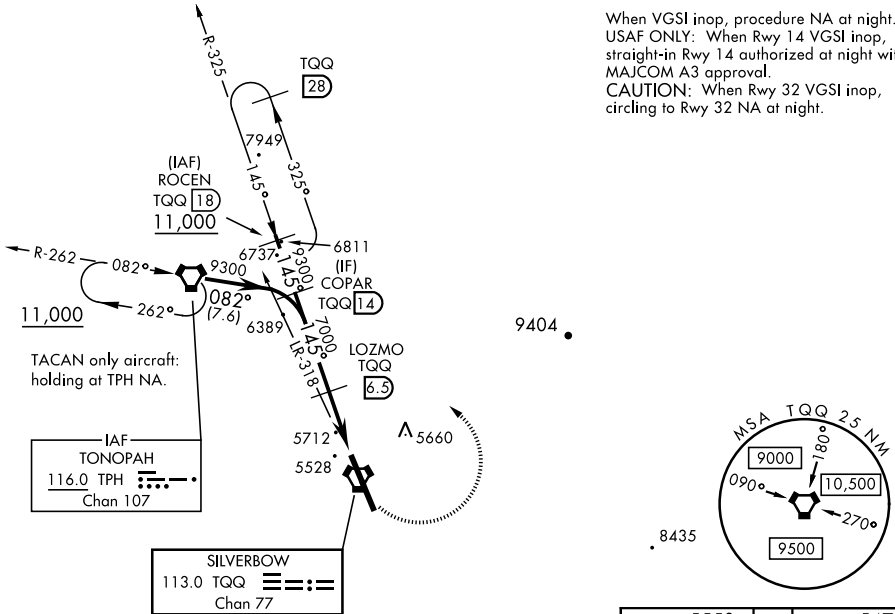 When VGSI inop, procedure NA at night.
USAF ONLY: When Rwy 14 VGSI inop,
straight-in Rwy 14 authorized at night
MAJCOM A3 approval.
CAUTION: When Rwy 32 VGSI inop,
circling to Rwy 32 NA at night.
R-325
TQQ
28
7949
145°
325°
(IAF)
ROCEN
TQQ 18
11,000
6737
6811
9300
145°
(IF)
COPAR
TQQ 14
R-262
082°
9300
082°
(7.6)
262°
11,000
6389
7000
145°
LR-318
LOZMO
TQQ
6.5
9404
TACAN only aircraft:
holding at TPH NA.
5712
5528
5660
IAF
TONOPAH
116.0 TPH
Chan 107
SILVERBOW
113.0 TQQ
Chan 77
8435
MSA TQQ 25 NM
9000
180°
090°
10,500
270°
9500